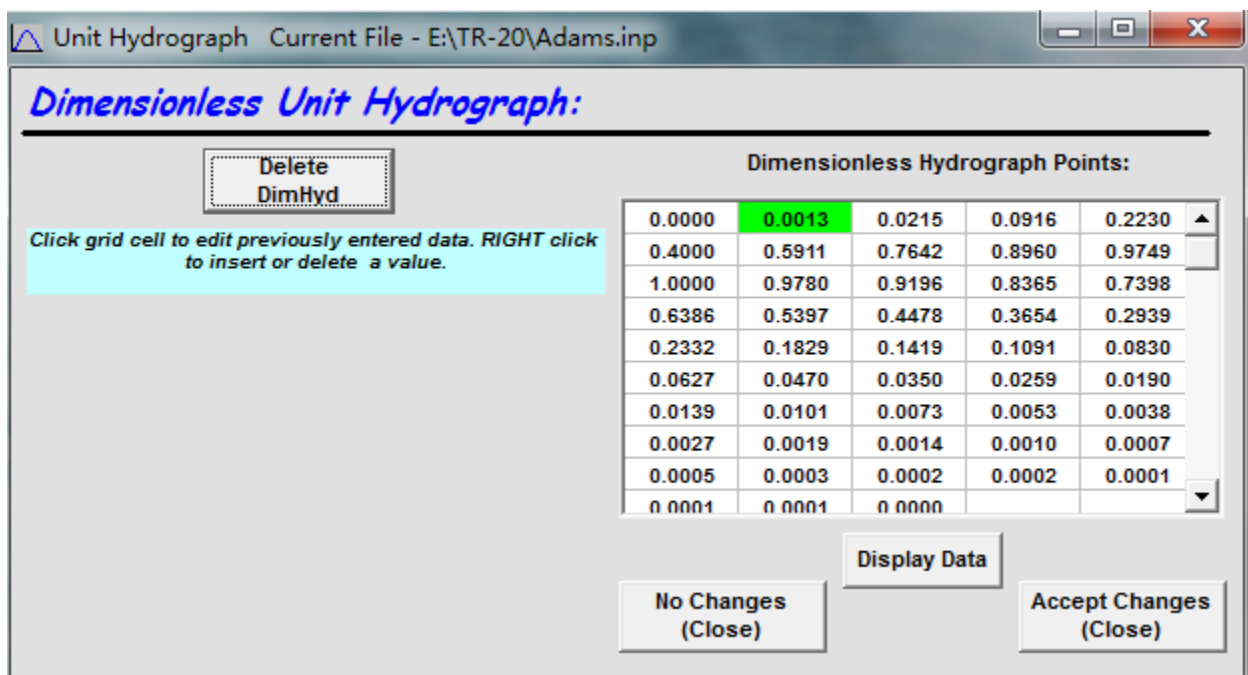 Unit Hydrograph   Current File - E:\TR-20\Adams.inp
Dimensionless Unit Hydrograph:
Delete
DimHyd
Click grid cell to edit previously entered data. RIGHT click
to insert or delete  a value.
Dimensionless Hydrograph Points:
0.0000 0.0013 0.0215 0.0916 0.2230
0.4000 0.5911 0.7642 0.8960 0.9749
1.0000 0.9780 0.9196 0.8365 0.7398
0.6386 0.5397 0.4478 0.3654 0.2939
0.2332 0.1829 0.1419 0.1091 0.0830
0.0627 0.0470 0.0350 0.0259 0.0190
0.0139 0.0101 0.0073 0.0053 0.0038
0.0027 0.0019 0.0014 0.0010 0.0007
0.0005 0.0003 0.0002 0.0002 0.0001
0.0001 0.0001 0.0000
Display Data
No Changes
(Close)
Accept Changes
(Close)